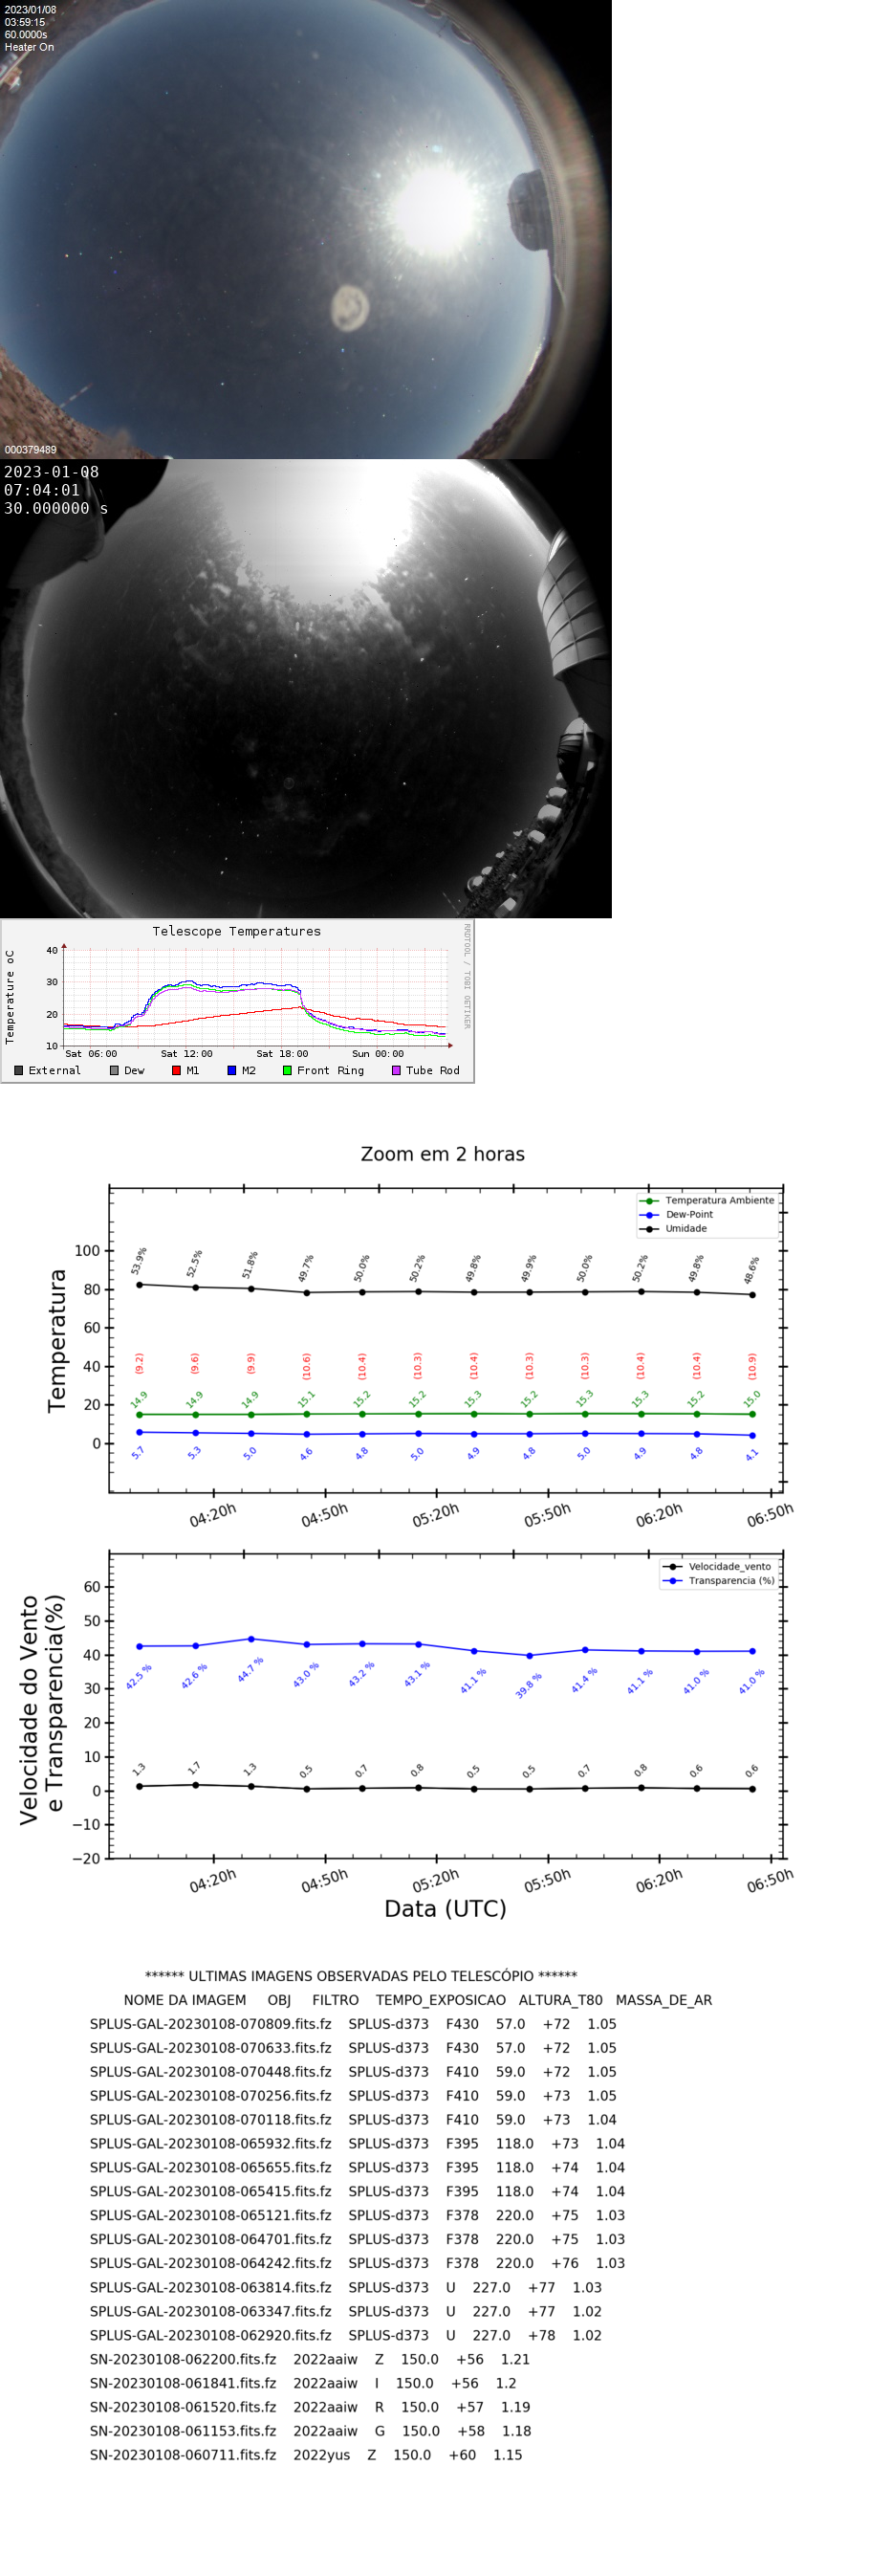 2023/01/08
03:59:15
60.0000s
Heater On
000379489
2023-01-08
07:04:01
30.000000 s
Telescope Temperatures
RRDTOOL / TOBI OETIKER
Temperature oC
40
30
20
10
Sat 06:00 Sat 12:00 Sat 18:00 Sun 00:00
External Dew M1 M2 Front Ring Tube Rod
Zoom em 2 horas
Temperatura Ambiente
Dew-Point
Umidade
Temperatura
100
80
60
40
20
0
53.9% 52.5% 51.8% 49.7% 50.0% 50.2% 49.8% 49.9% 50.0% 50.2% 49.8% 48.6%
(9.2) (9.6) (9.9) (10.6) (10.4) (10.3) (10.4) (10.3) (10.3) (10.4) (10.4) (10.9)
14.9 14.9 14.9 15.1 15.2 15.2 15.3 15.2 15.3 15.3 15.2 15.0
5.7 5.3 5.0 4.6 4.8 5.0 4.9 4.8 5.0 4.9 4.8 4.1
04:20h 04:50h 05:20h 05:50h 06:20h 06:50h
Velocidade_vento
Transparencia (%)
Velocidade do Vento
e Transparencia(%)
60
50
40
30
20
10
0
−10
−20
42.5 % 42.6 % 44.7 % 43.0 % 43.2 % 43.1 % 41.1 % 39.8 % 41.4 % 41.1 % 41.0 % 41.0 %
1.3 1.7 1.3 0.5 0.7 0.8 0.5 0.5 0.7 0.8 0.6 0.6
04:20h 04:50h 05:20h 05:50h 06:20h 06:50h
Data (UTC)
****** ULTIMAS IMAGENS OBSERVADAS PELO TELESCÓPIO ******
NOME DA IMAGEM OBJ FILTRO TEMPO_EXPOSICAO ALTURA_T80 MASSA_DE_AR
SPLUS-GAL-20230108-070809.fits.fz SPLUS-d373 F430 57.0 +72 1.05
SPLUS-GAL-20230108-070633.fits.fz SPLUS-d373 F430 57.0 +72 1.05
SPLUS-GAL-20230108-070448.fits.fz SPLUS-d373 F410 59.0 +72 1.05
SPLUS-GAL-20230108-070256.fits.fz SPLUS-d373 F410 59.0 +73 1.05
SPLUS-GAL-20230108-070118.fits.fz SPLUS-d373 F410 59.0 +73 1.04
SPLUS-GAL-20230108-065932.fits.fz SPLUS-d373 F395 118.0 +73 1.04
SPLUS-GAL-20230108-065655.fits.fz SPLUS-d373 F395 118.0 +74 1.04
SPLUS-GAL-20230108-065415.fits.fz SPLUS-d373 F395 118.0 +74 1.04
SPLUS-GAL-20230108-065121.fits.fz SPLUS-d373 F378 220.0 +75 1.03
SPLUS-GAL-20230108-064701.fits.fz SPLUS-d373 F378 220.0 +75 1.03
SPLUS-GAL-20230108-064242.fits.fz SPLUS-d373 F378 220.0 +76 1.03
SPLUS-GAL-20230108-063814.fits.fz SPLUS-d373 U 227.0 +77 1.03
SPLUS-GAL-20230108-063347.fits.fz SPLUS-d373 U 227.0 +77 1.02
SPLUS-GAL-20230108-062920.fits.fz SPLUS-d373 U 227.0 +78 1.02
SN-20230108-062200.fits.fz 2022aaiw Z 150.0 +56 1.21
SN-20230108-061841.fits.fz 2022aaiw I 150.0 +56 1.2
SN-20230108-061520.fits.fz 2022aaiw R 150.0 +57 1.19
SN-20230108-061153.fits.fz 2022aaiw G 150.0 +58 1.18
SN-20230108-060711.fits.fz 2022yus Z 150.0 +60 1.15